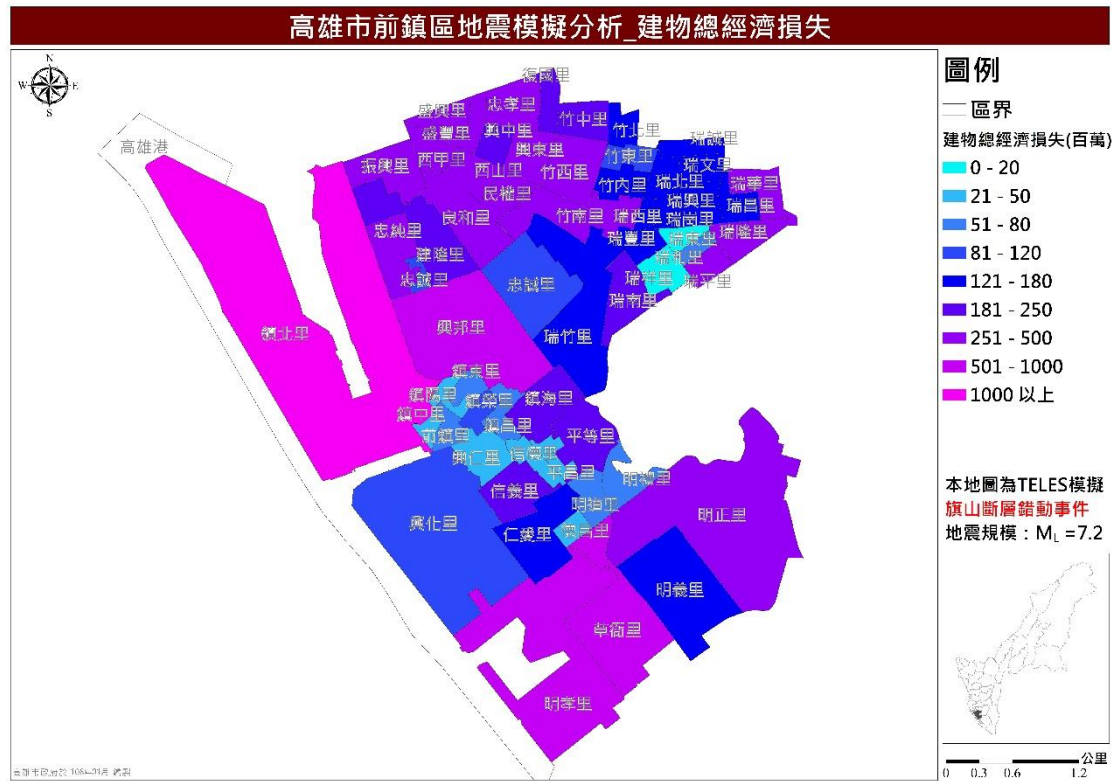 高雄市前鎮區地震模擬分析_建物總經濟損失
N
W
E
S
高雄港
復國里
盛興里
忠孝里
竹中里
竹北里
瑞誠里
盛豐里
興中里
興東里
竹東里
瑞文里
振興里
西甲里
西山里
竹西里
竹內里
瑞北里
瑞華里
民權里
瑞興里
瑞昌里
忠純里
良和里
竹南里
瑞西里
瑞崗里
瑞隆里
建隆里
瑞豐里
瑞東里
忠誠里
忠誠里
瑞祥里
瑞平里
瑞南里
鎮北里
興邦里
瑞竹里
鎮東里
鎮陽里
鎮榮里
鎮海里
鎮中里
鎮昌里
平等里
興仁里
信德里
平昌里
明禮里
信義里
興化里
仁愛里
興昌里
明正里
明義里
草衙里
明孝里
圖例
區界
建物總經濟損失(百萬)
0 - 20
21 - 50
51 - 80
81 - 120
121 - 180
181 - 250
251 - 500
501 - 1000
1000 以上
本地圖為TELES模擬
旗山斷層錯動事件
地震規模：ML =7.2
公里
0 0.3 0.6 1.2